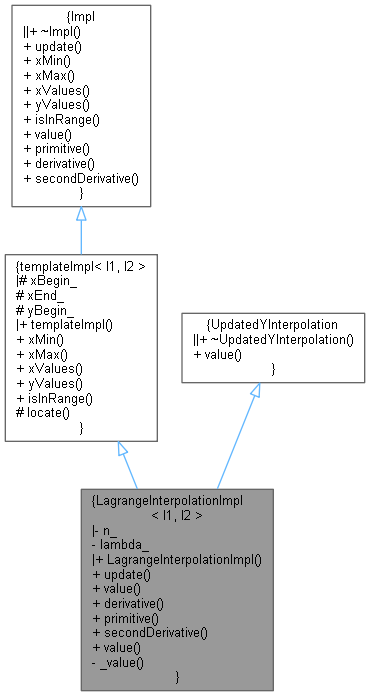 {Impl
||+ ~Impl()
+ update()
+ xMin()
+ xMax()
+ xValues()
+ yValues()
+ isInRange()
+ value()
+ primitive()
+ derivative()
+ secondDerivative()
}
{templateImpl< I1, I2 >
|# xBegin_
# xEnd_
# yBegin_
|+ templateImpl()
+ xMin()
+ xMax()
+ xValues()
+ yValues()
+ isInRange()
# locate()
}
{UpdatedYInterpolation
||+ ~UpdatedYInterpolation()
+ value()
}
{LagrangeInterpolationImpl
< I1, I2 >
|- n_
- lambda_
|+ LagrangeInterpolationImpl()
+ update()
+ value()
+ derivative()
+ primitive()
+ secondDerivative()
+ value()
- _value()
}